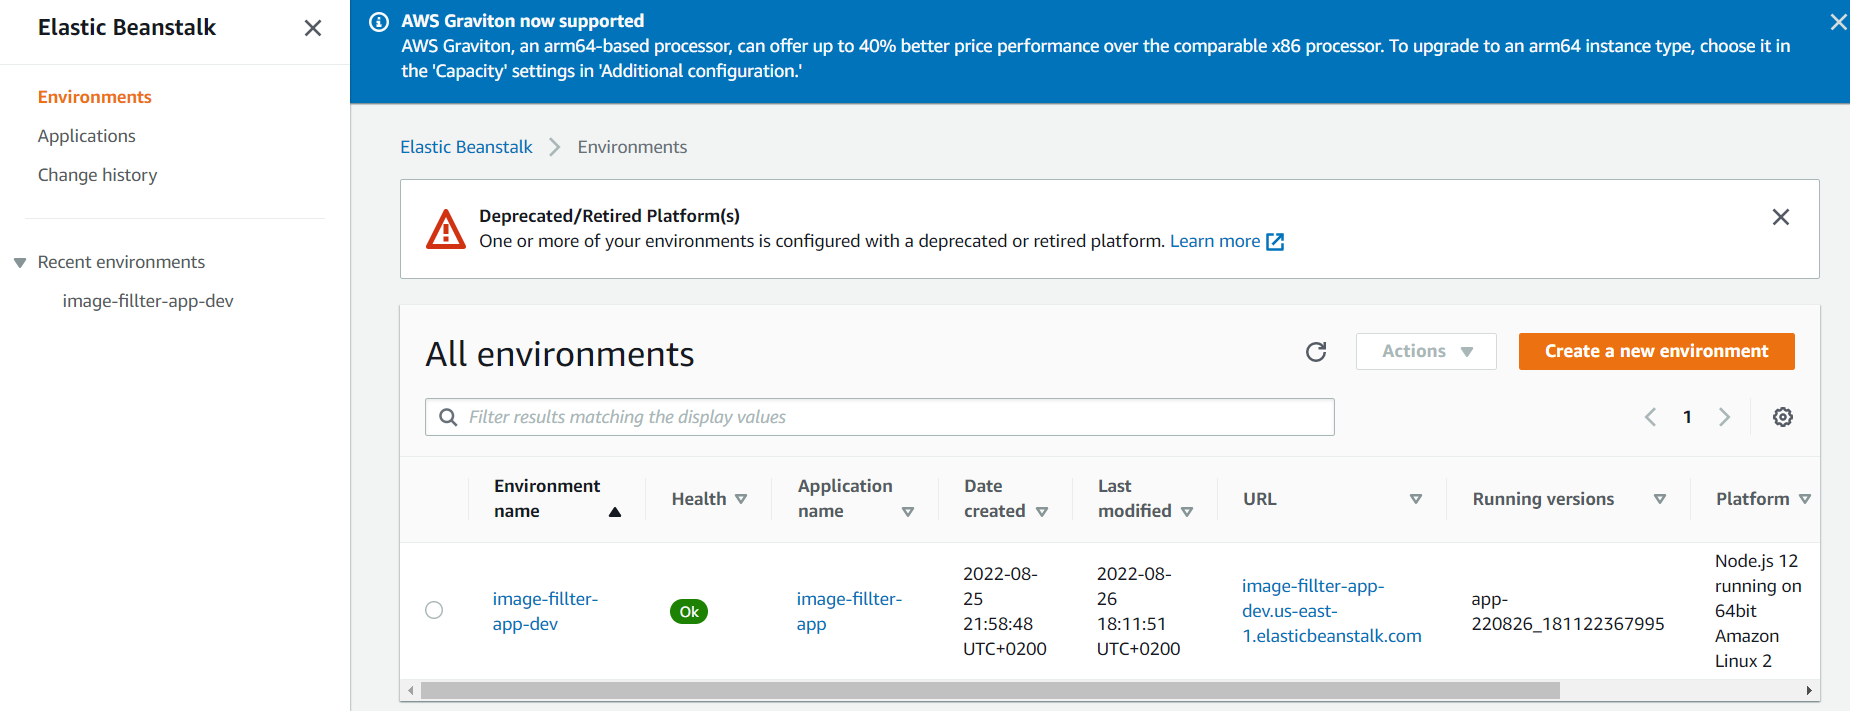 Elastic Beanstalk
Environments
Applications
Change history
Recent environments
image-fillter-app-dev
AWS Graviton now supported
AWS Graviton, an arm64-based processor, can offer up to 40% better price performance over the comparable x86 processor. To upgrade to an arm64 instance type, choose it in
the 'Capacity' settings in 'Additional configuration.'
Elastic Beanstalk > Environments
Deprecated/Retired Platform(s)
One or more of your environments is configured with a deprecated or retired platform. Learn more
All environments
Actions
Create a new environment
Filter results matching the display values
1
Environment
name
Health
Application
name
Date
created
Last
modified
URL
Running versions
Platform
image-fillter-
app-dev
Ok
image-fillter-
app
2022-08-
25
21:58:48
UTC+0200
2022-08-
26
18:11:51
UTC+0200
image-fillter-app-
dev.us-east-
1.elasticbeanstalk.com
app-
220826_181122367995
Node.js 12
running on
64bit
Amazon
Linux 2